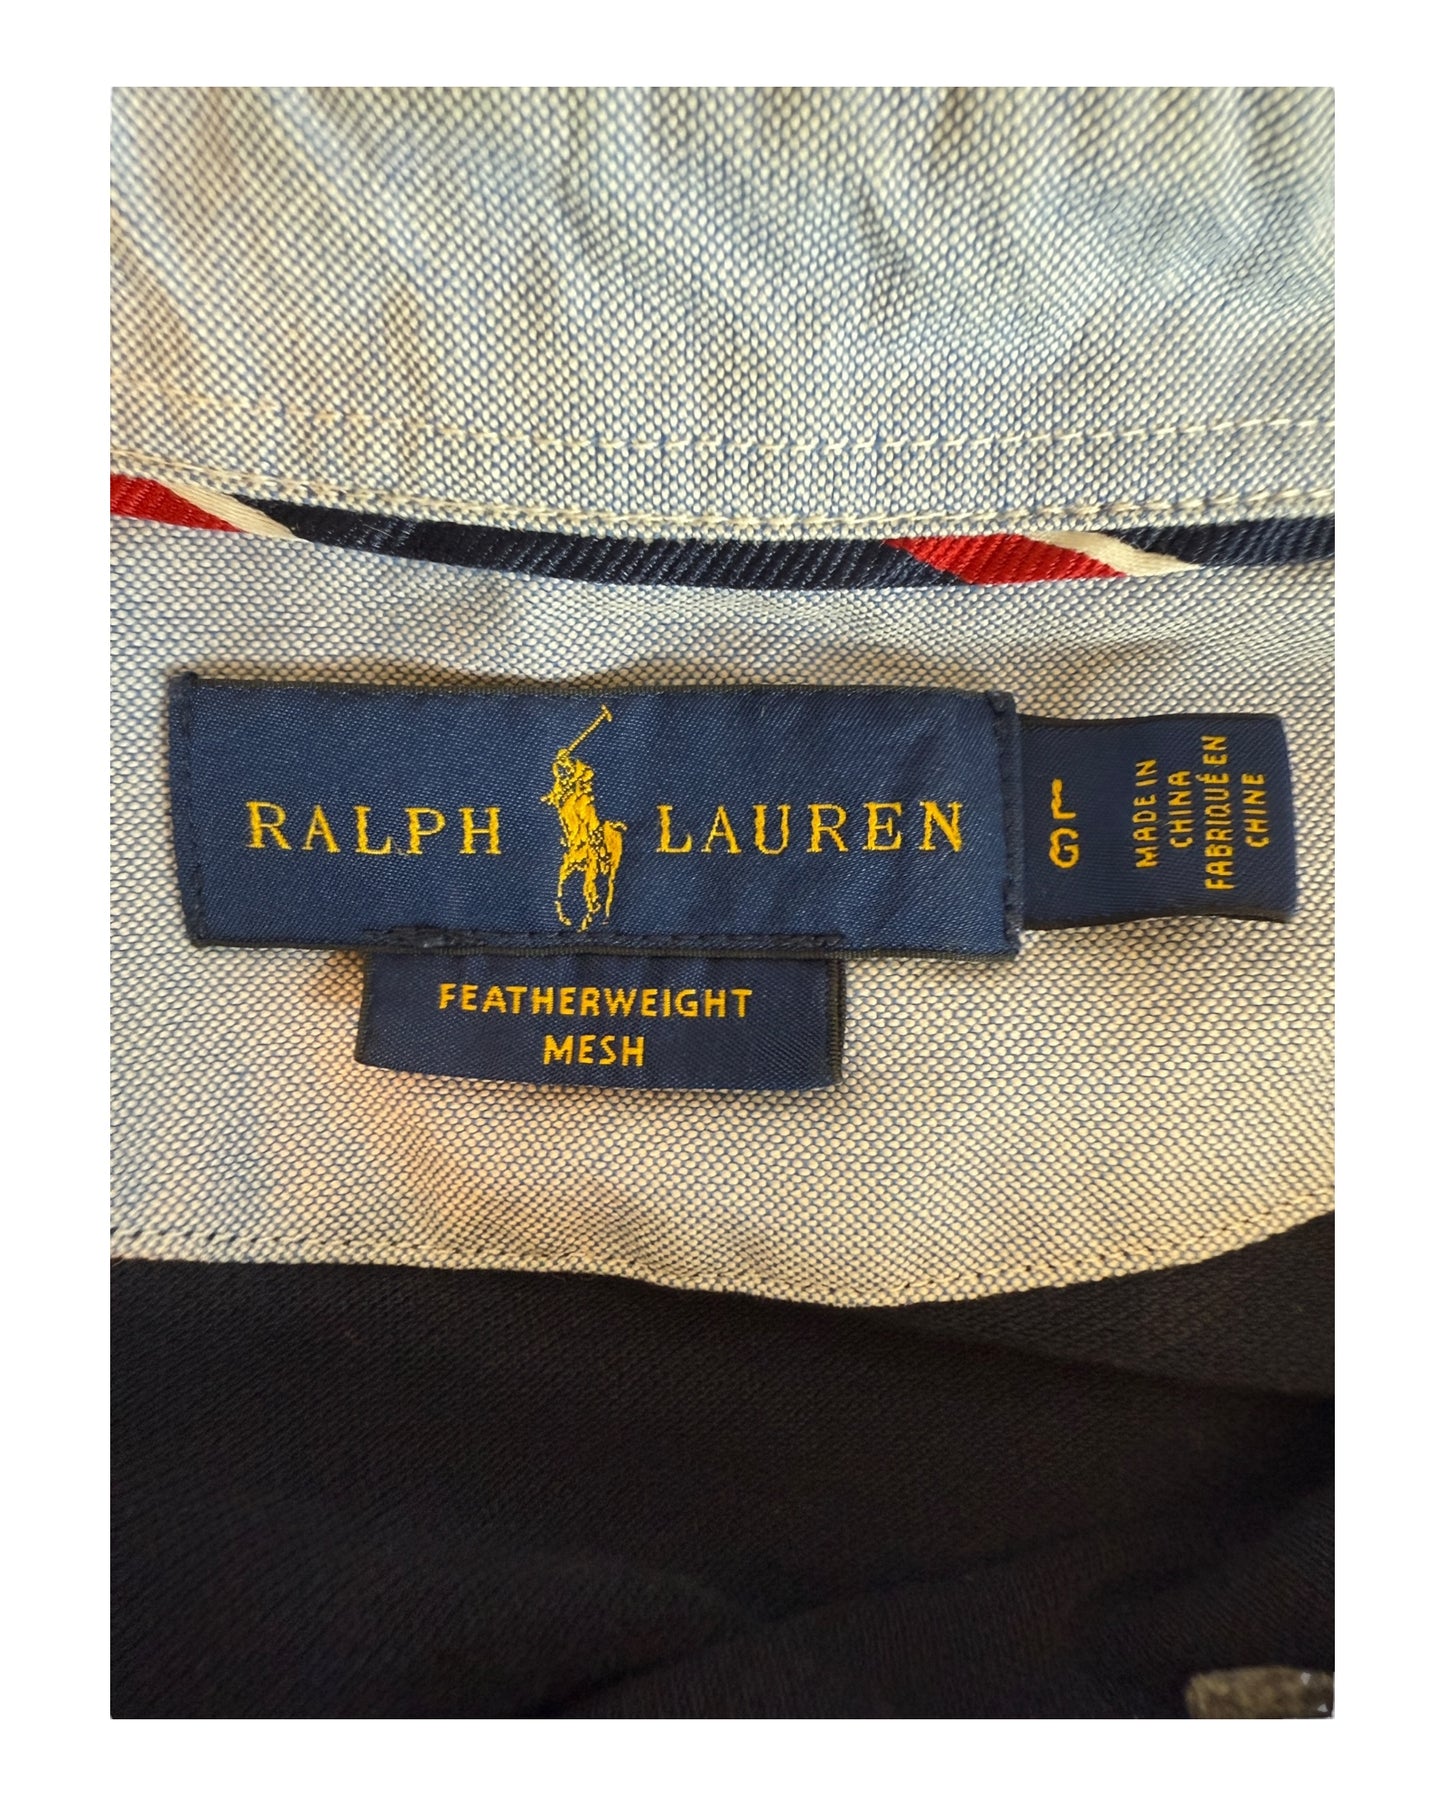 RALPH LAUREN
FEATHERWEIGHT
MESH
G L
MADE IN
CHINA
FABRIQUÉ EN
CHINE